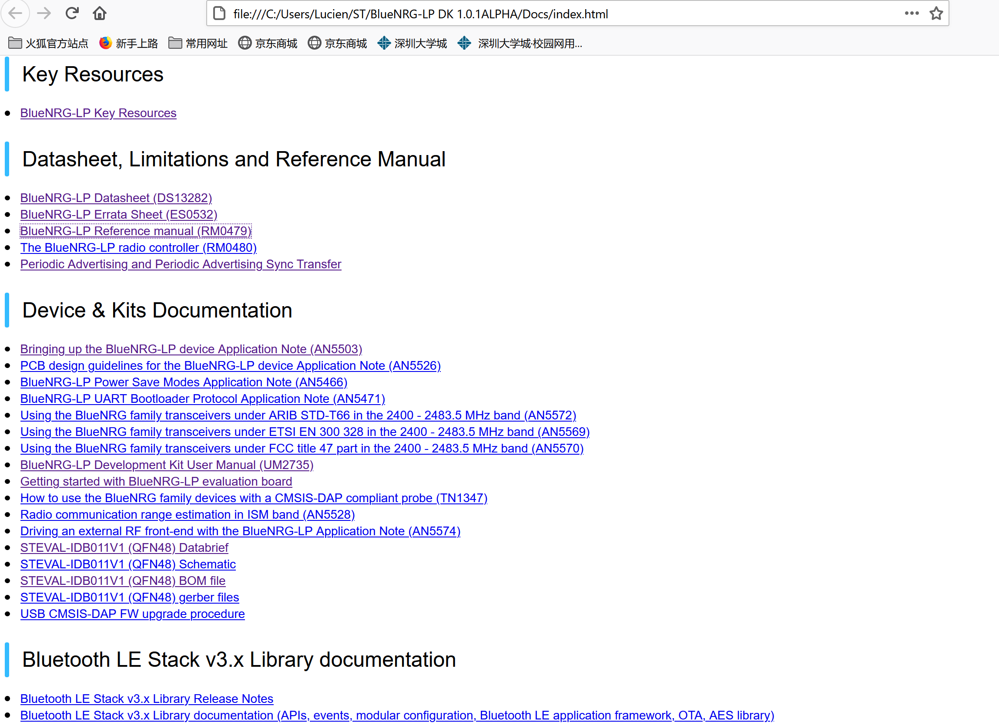 file:///C:/Users/Lucien/ST/BlueNRG-LP DK 1.0.1ALPHA/Docs/index.html
火狐官方站点 新手上路 常用网址 京东商城 京东商城 深圳大学城 深圳大学城·校园网用...
Key Resources
BlueNRG-LP Key Resources
Datasheet, Limitations and Reference Manual
BlueNRG-LP Datasheet (DS13282)
BlueNRG-LP Errata Sheet (ES0532)
BlueNRG-LP Reference manual (RM0479)
The BlueNRG-LP radio controller (RM0480)
Periodic Advertising and Periodic Advertising Sync Transfer
Device & Kits Documentation
Bringing up the BlueNRG-LP device Application Note (AN5503)
PCB design guidelines for the BlueNRG-LP device Application Note (AN5526)
BlueNRG-LP Power Save Modes Application Note (AN5466)
BlueNRG-LP UART Bootloader Protocol Application Note (AN5471)
Using the BlueNRG family transceivers under ARIB STD-T66 in the 2400 - 2483.5 MHz band (AN5572)
Using the BlueNRG family transceivers under ETSI EN 300 328 in the 2400 - 2483.5 MHz band (AN5569)
Using the BlueNRG family transceivers under FCC title 47 part in the 2400 - 2483.5 MHz band (AN5570)
BlueNRG-LP Development Kit User Manual (UM2735)
Getting started with BlueNRG-LP evaluation board
How to use the BlueNRG family devices with a CMSIS-DAP compliant probe (TN1347)
Radio communication range estimation in ISM band (AN5528)
Driving an external RF front-end with the BlueNRG-LP Application Note (AN5574)
STEVAL-IDB011V1 (QFN48) Databrief
STEVAL-IDB011V1 (QFN48) Schematic
STEVAL-IDB011V1 (QFN48) BOM file
STEVAL-IDB011V1 (QFN48) gerber files
USB CMSIS-DAP FW upgrade procedure
Bluetooth LE Stack v3.x Library documentation
Bluetooth LE Stack v3.x Library Release Notes
Bluetooth LE Stack v3.x Library documentation (APIs, events, modular configuration, Bluetooth LE application framework, OTA, AES library)